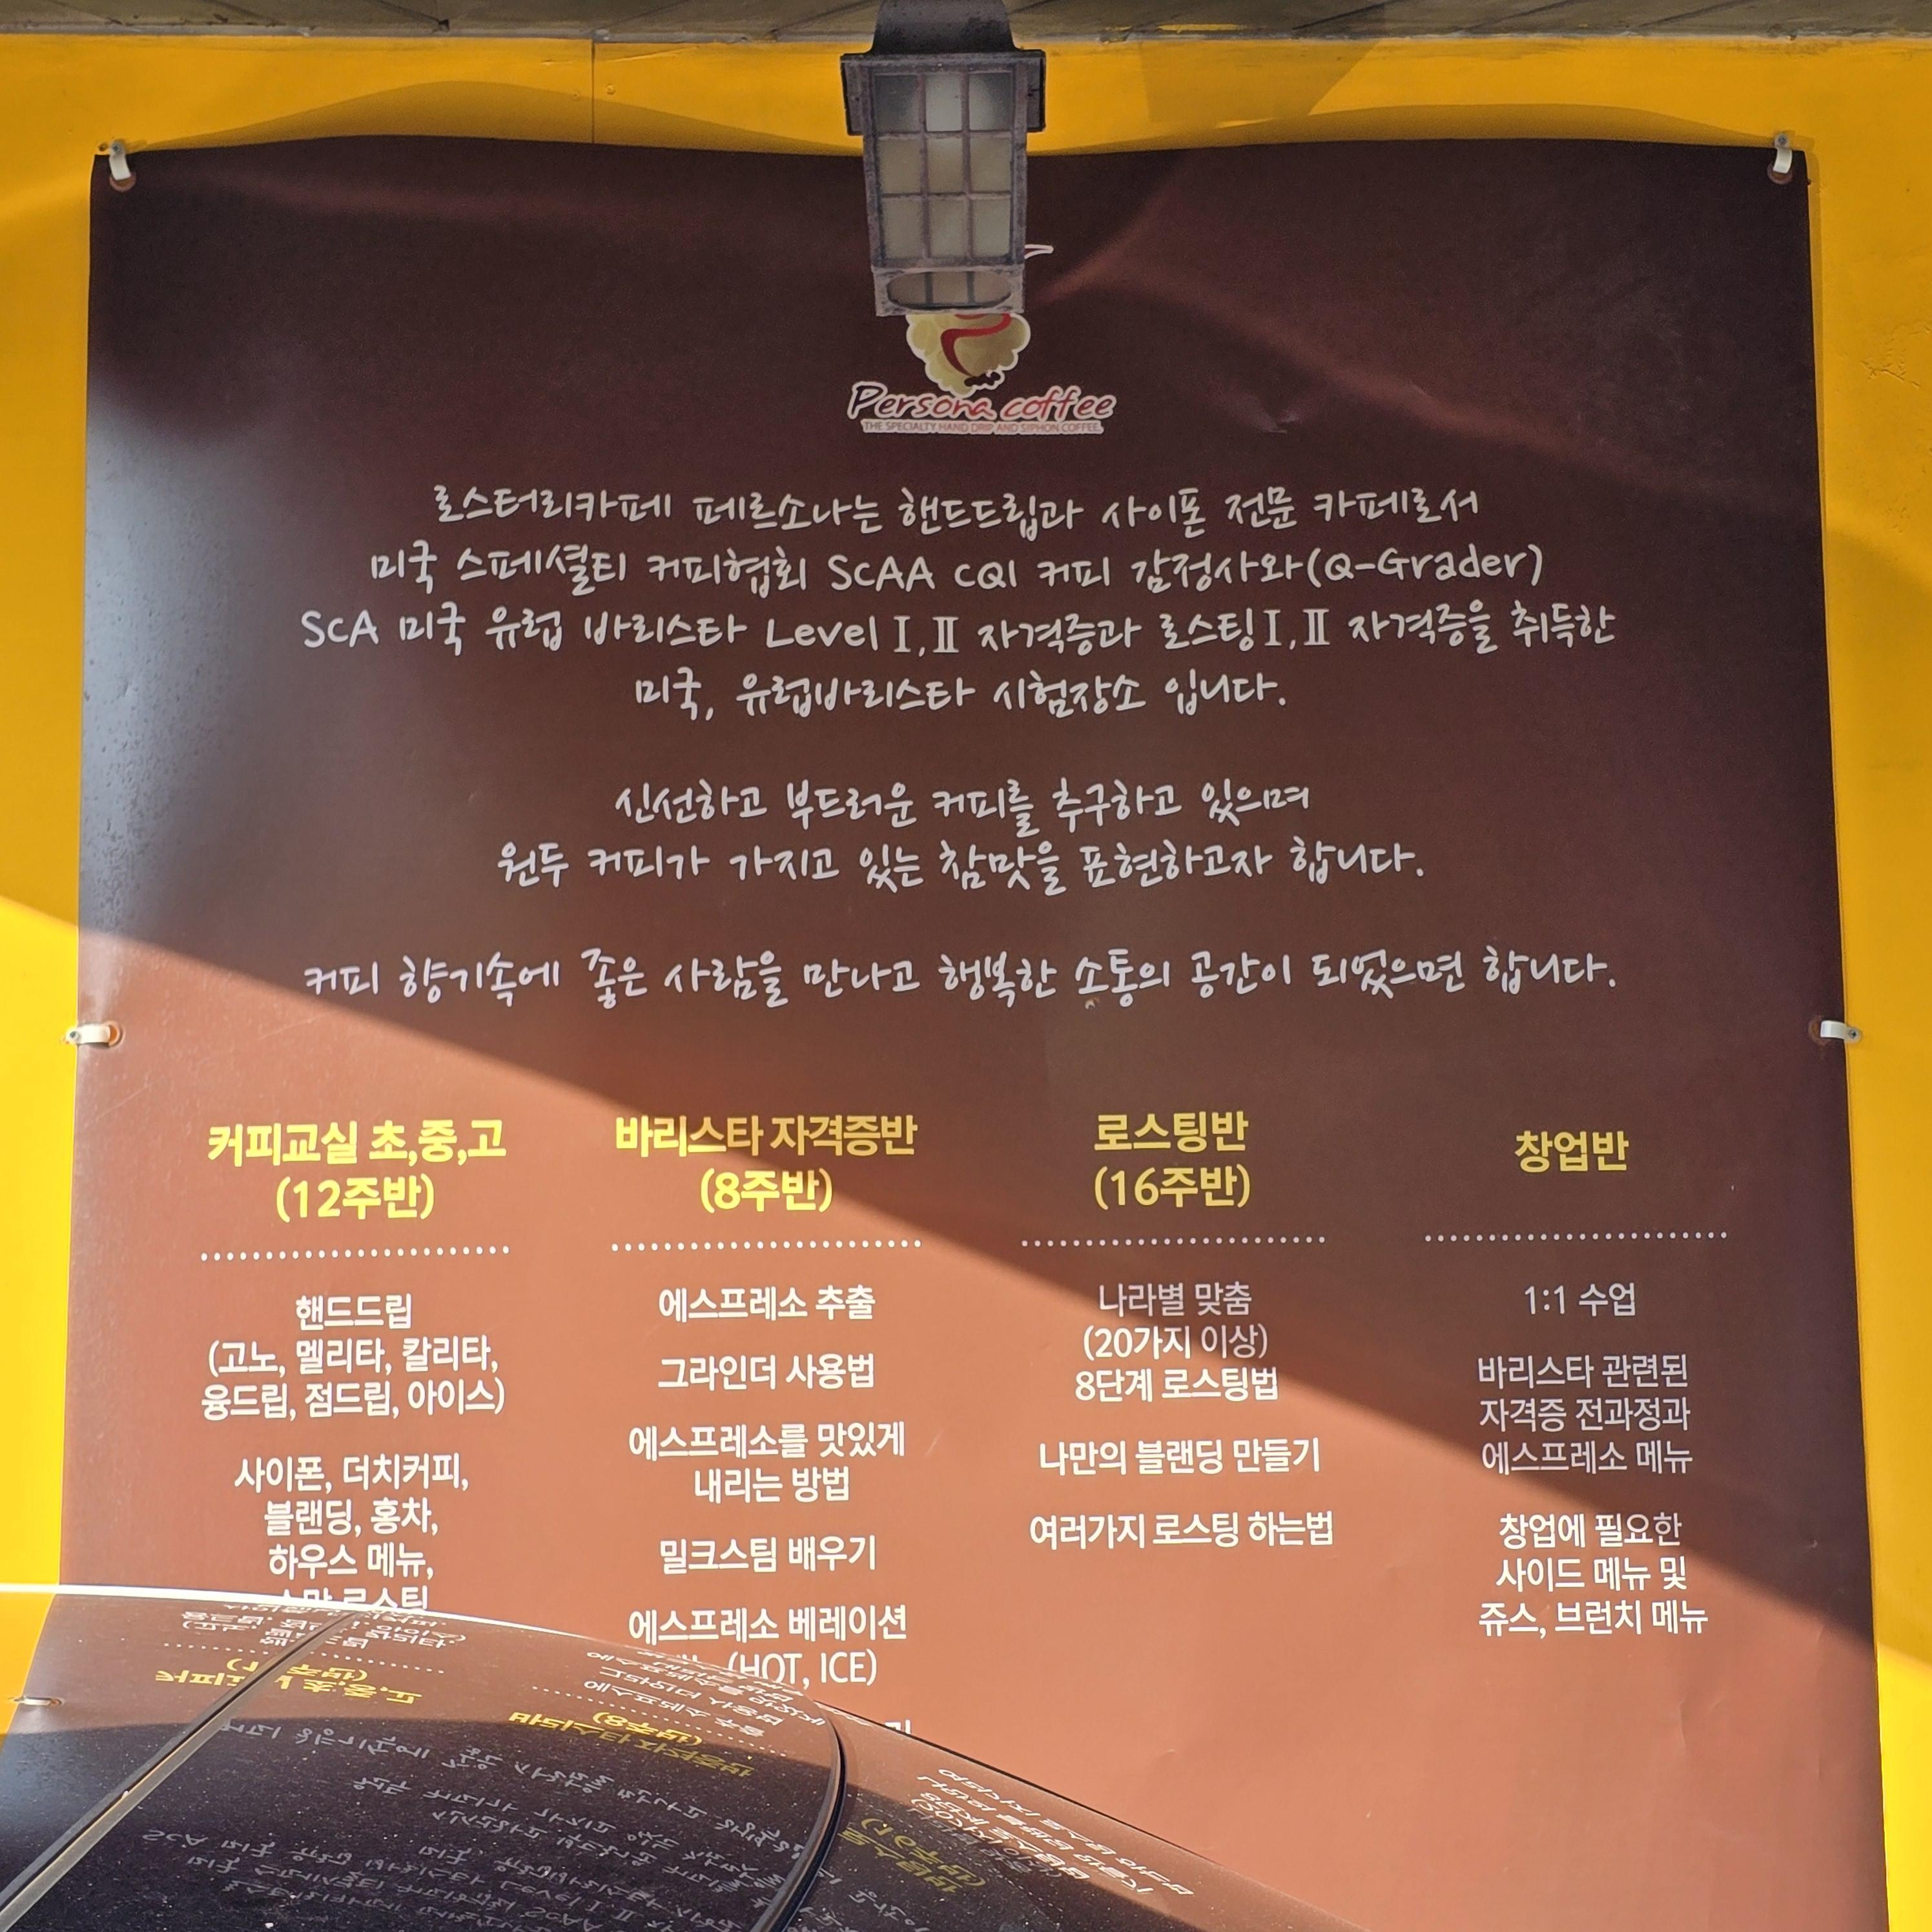 Persona coffee
THE SPECIALTY HAND DRIP AND SIPHON COFFEE.
로스터리카페 페르소나는 핸드드립과 사이폰 전문 카페로서
미국 스페셜티 커피협회 SCAA CQI 커피 감정사와(Q-Grader)
SCA 미국 유럽 바리스타 Level Ⅰ,Ⅱ 자격증과 로스팅Ⅰ,Ⅱ 자격증을 취득한
미국, 유럽바리스타 시험장소 입니다.
신선하고 부드러운 커피를 추구하고 있으며
원두 커피가 가지고 있는 참맛을 표현하고자 합니다.
커피 향기속에 좋은 사람을 만나고 행복한 소통의 공간이 되었으면 합니다.
커피교실 초,중,고
(12주반)
핸드드립
(고노, 멜리타, 칼리타,
융드립, 점드립, 아이스)
사이폰, 더치커피,
블랜딩, 홍차,
하우스 메뉴,
로스팅
바리스타 자격증반
(8주반)
에스프레소 추출
그라인더 사용법
에스프레소를 맛있게
내리는 방법
밀크스팀 배우기
에스프레소 베레이션
(HOT, ICE)
로스팅반
(16주반)
나라별 맞춤
(20가지 이상)
8단계 로스팅법
나만의 블랜딩 만들기
여러가지 로스팅 하는법
창업반
1:1 수업
바리스타 관련된
자격증 전과정과
에스프레소 메뉴
창업에 필요한
사이드 메뉴 및
쥬스, 브런치 메뉴